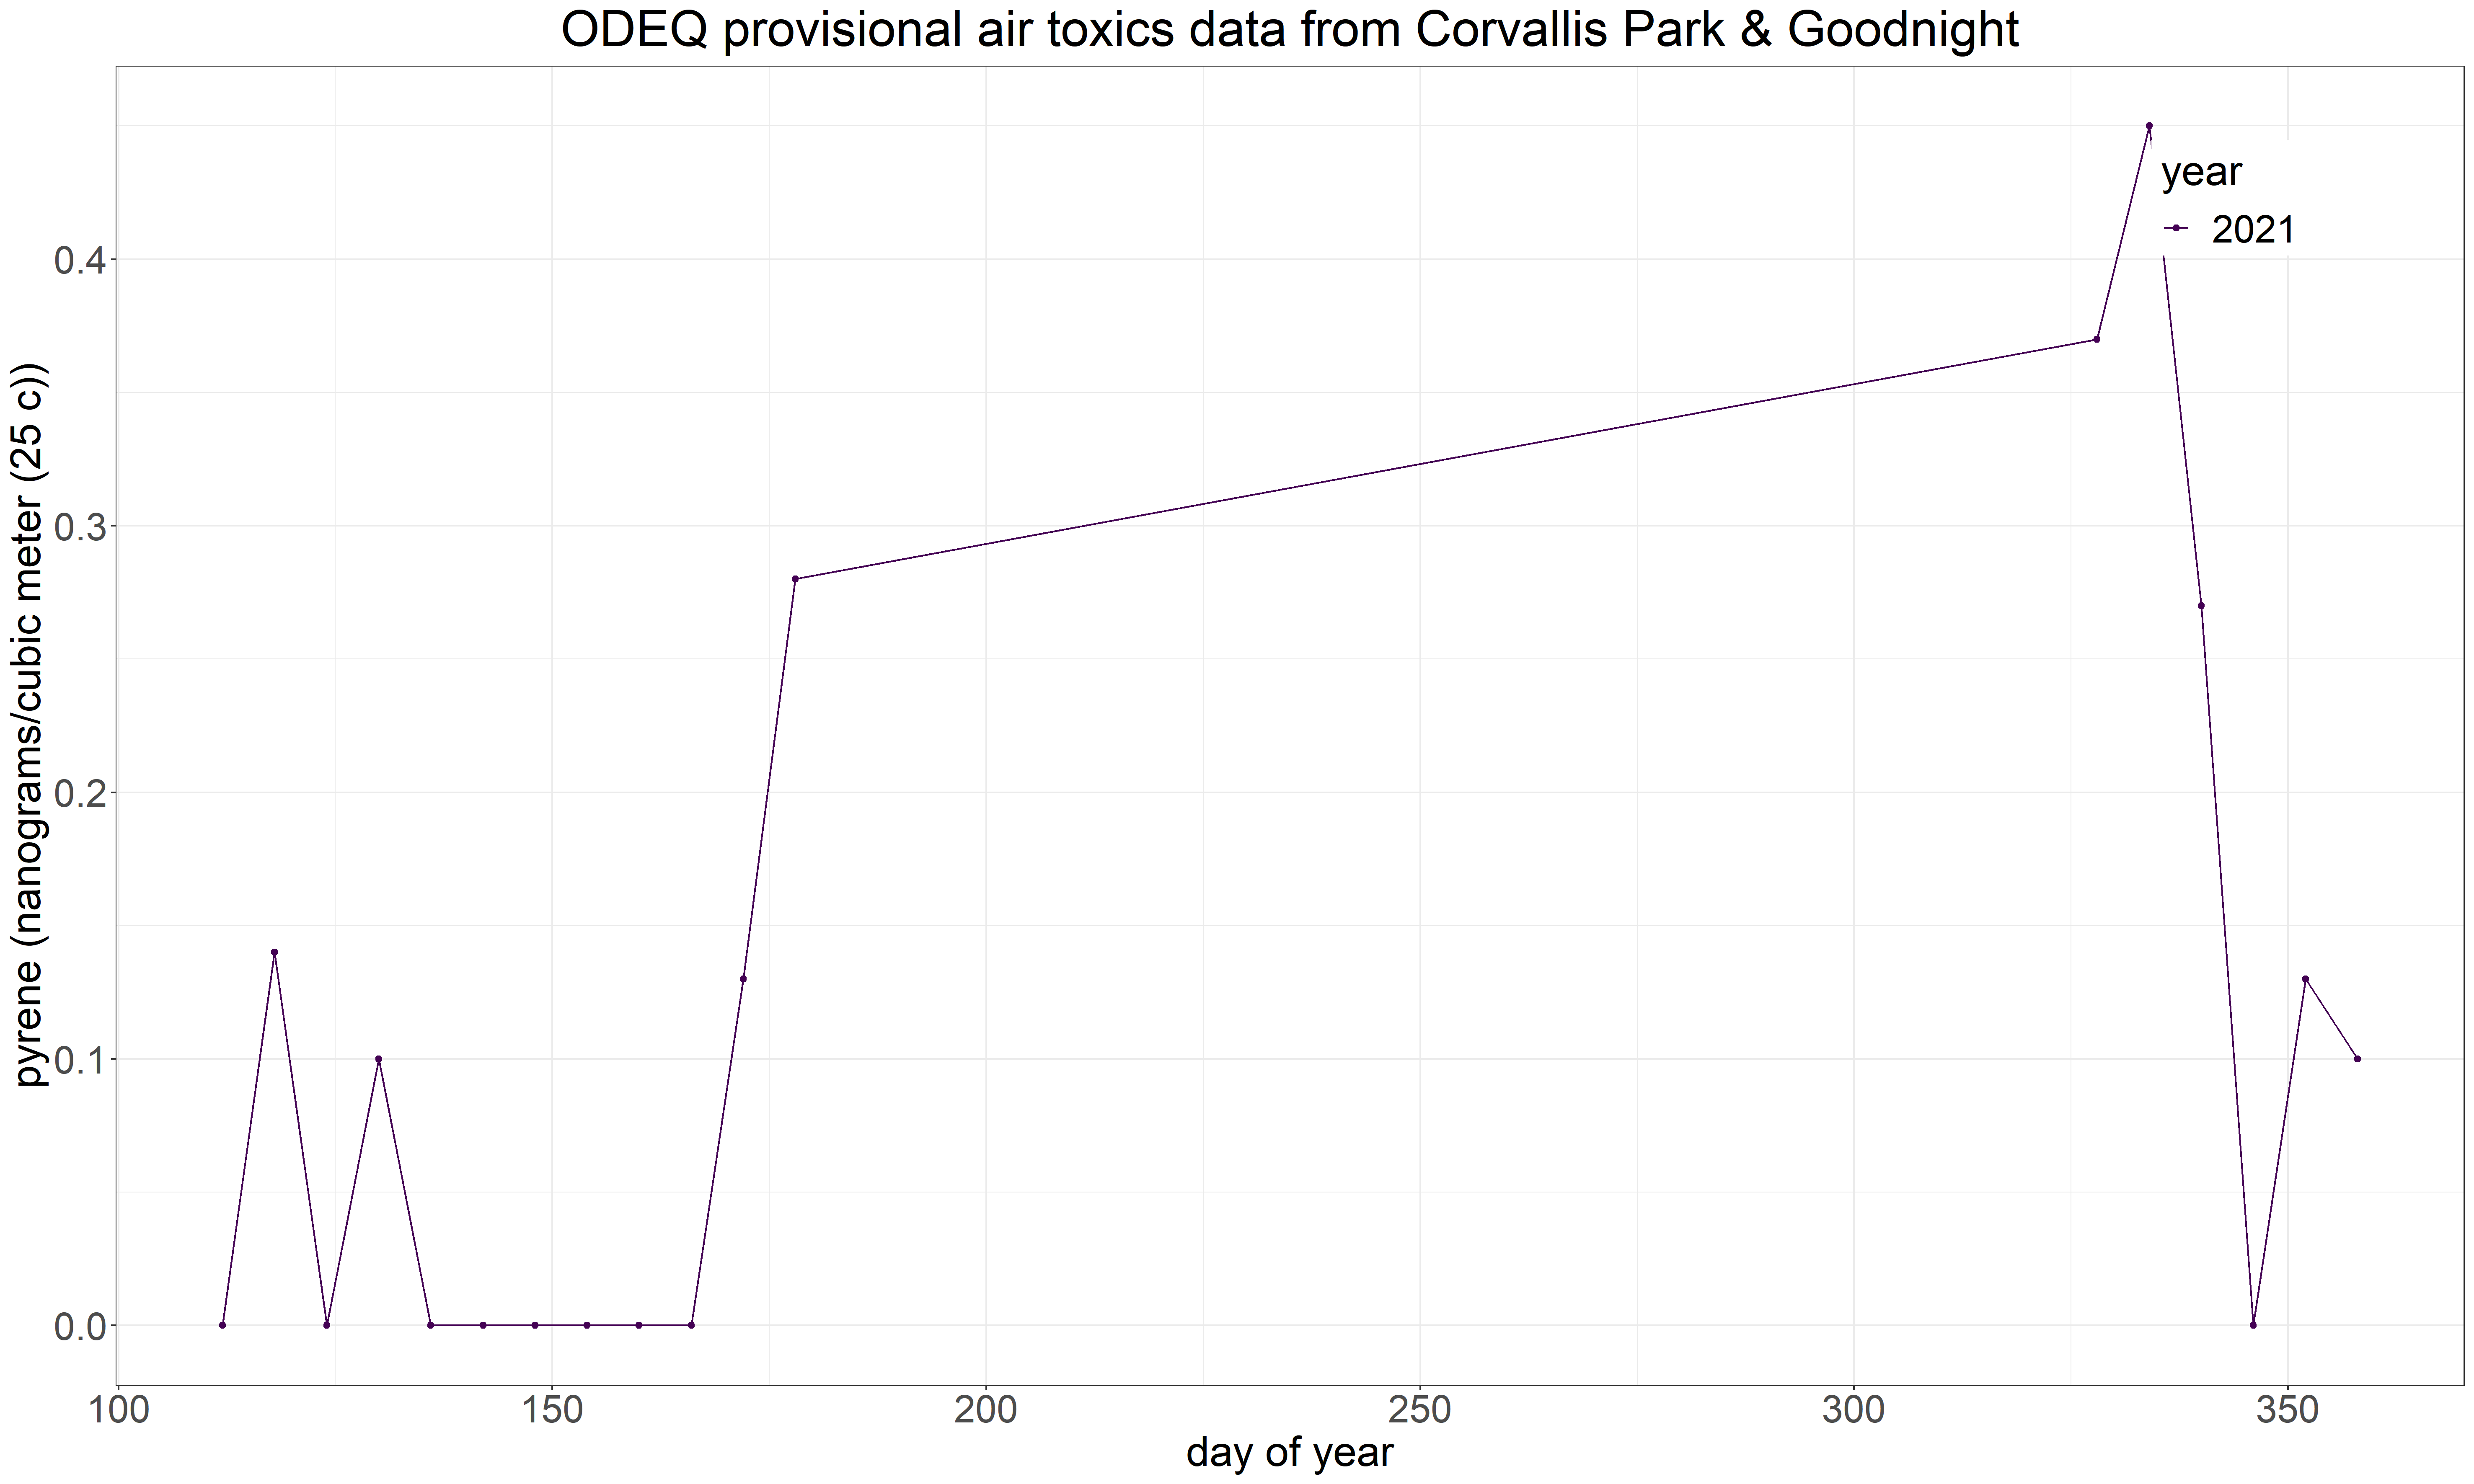 ODEQ provisional air toxics data from Corvallis Park & Goodnight
year
2021
pyrene (nanograms/cubic meter (25 c))
0.4
0.3
0.2
0.1
0.0
100 150 200 250 300 350
day of year